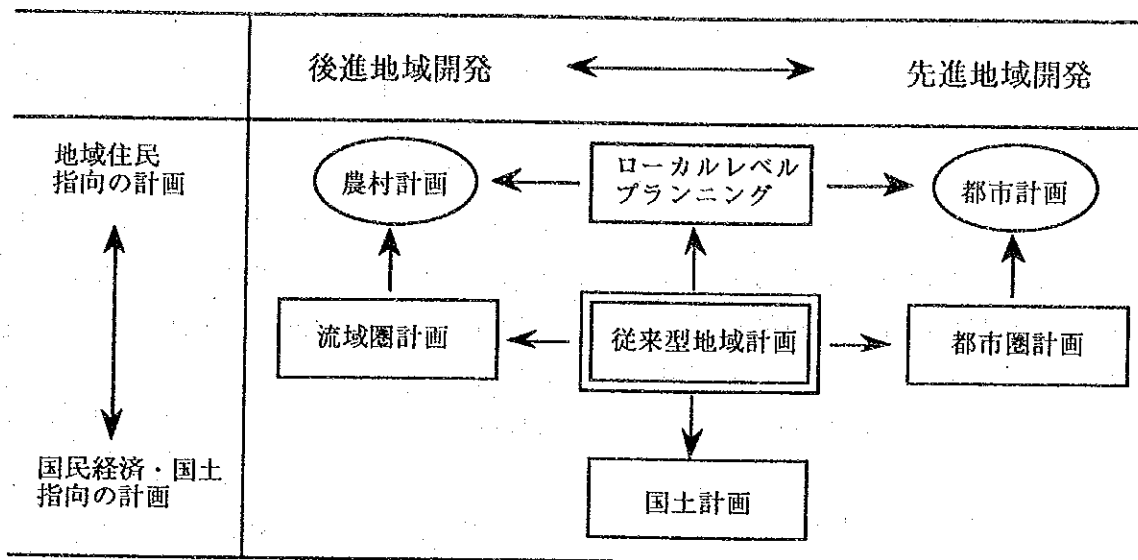 後進地域開発
先進地域開発
地域住民
指向の計画
農村計画
ローカルレベル
プランニング
都市計画
流域圏計画
従来型地域計画
都市圏計画
国民経済・国土
指向の計画
国土計画